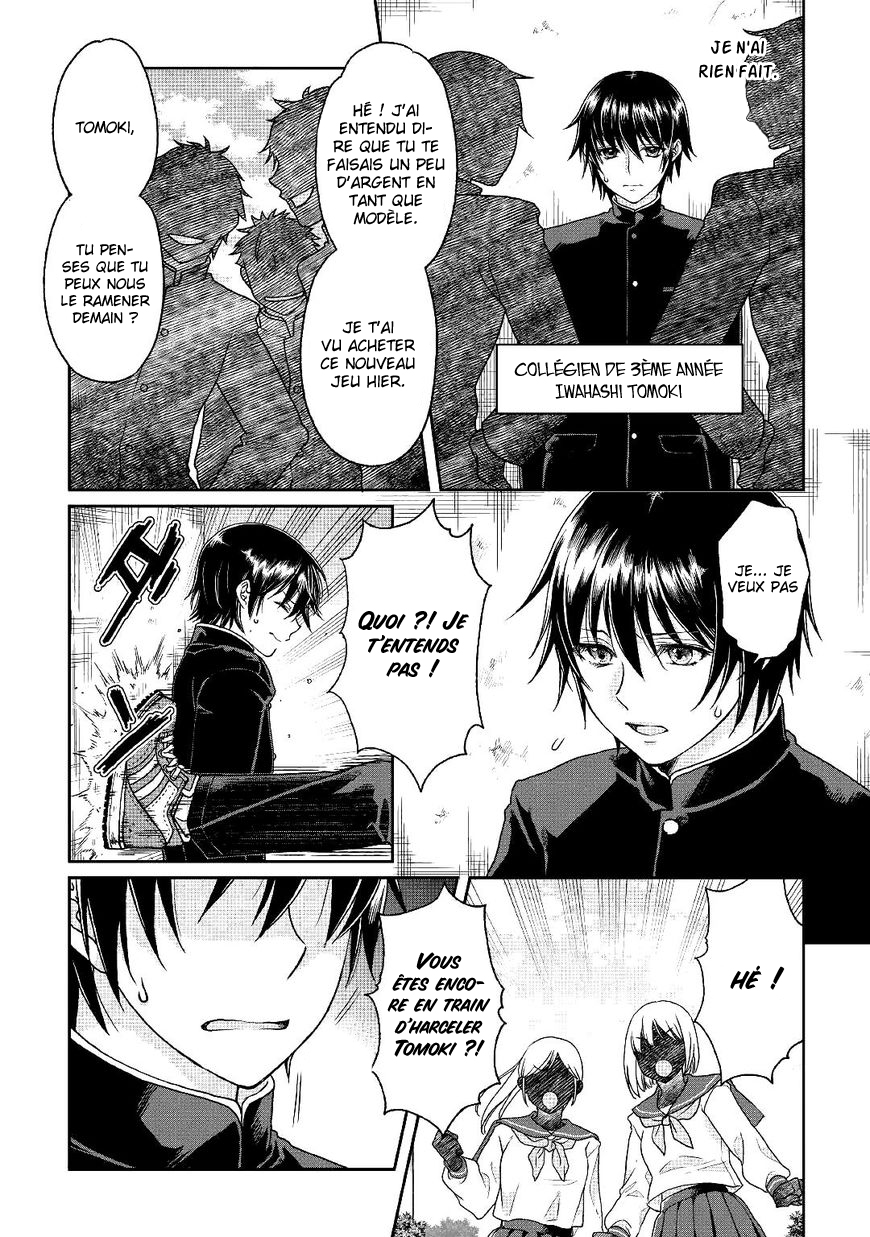 JE N'AI
RIEN FAIT.
COLLÉGIEN DE 3ÈME ANNÉE
IWAHASHI TOMOKI
HÉ ! J'AI
ENTENDU DI-
RE QUE TU TE
FAISAIS UN PEU
D'ARGENT EN
TANT QUE
MODÈLE.
JE T'AI
VU ACHETER
CE NOUVEAU
JEU HIER.
TOMOKI,
TU PEN-
SES QUE TU
PEUX NOUS
LE RAMENER
DEMAIN ?
JE... JE
VEUX PAS
QUOI ?! JE
T'ENTENDS
PAS !
HÉ !
VOUS
ÊTES ENCO-
RE EN TRAIN
D'HARCELER
TOMOKI ?!